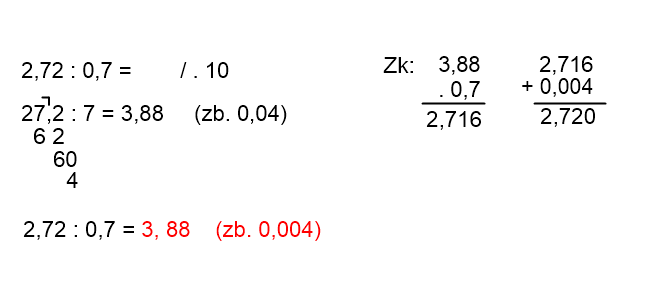 2,72 : 0,7 = / . 10
27,2 : 7 = 3,88 (zb. 0,04)
6 2
60
4
2,72 : 0,7 = 3, 88 (zb. 0,004)
Zk: 3,88
. 0,7
2,716
2,716
+ 0,004
2,720